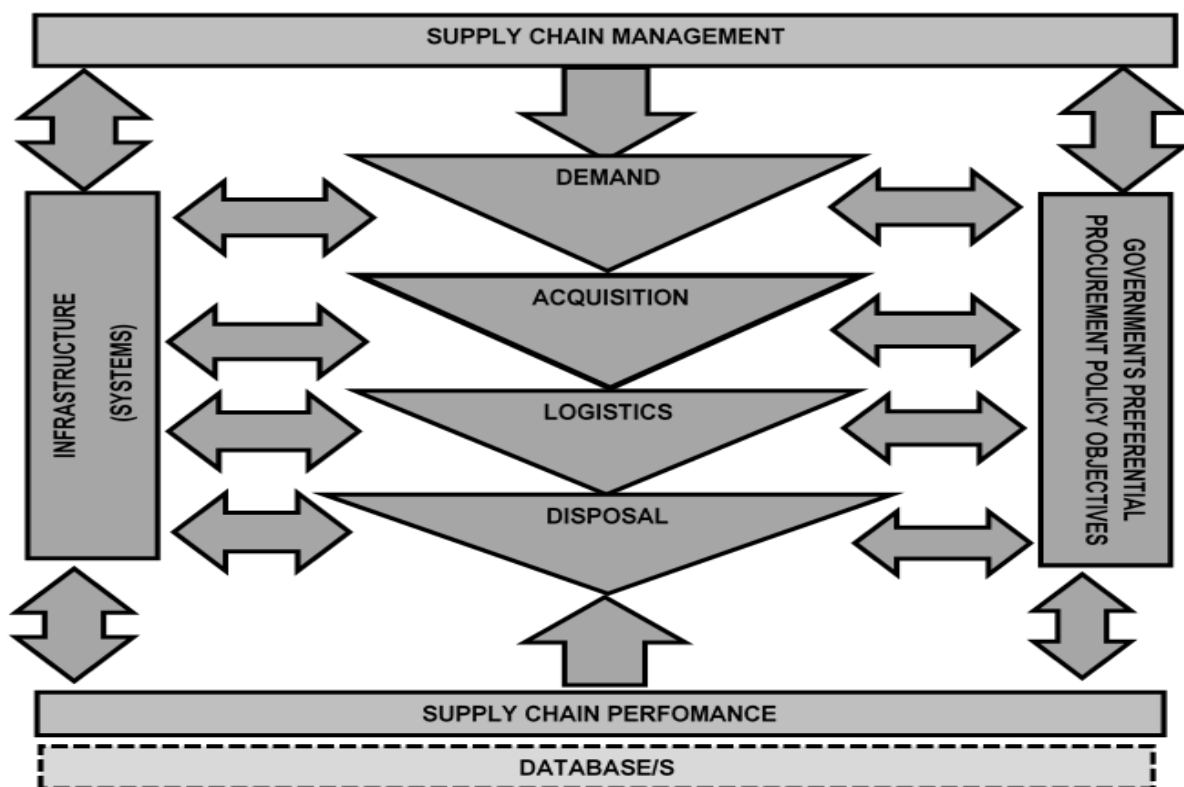 SUPPLY CHAIN MANAGEMENT
DEMAND
ACQUISITION
LOGISTICS
DISPOSAL
INFRASTRUCTURE
(SYSTEMS)
GOVERNMENTS PREFERENTIAL
PROCUREMENT POLICY OBJECTIVES
SUPPLY CHAIN PERFOMANCE
DATABASE/S